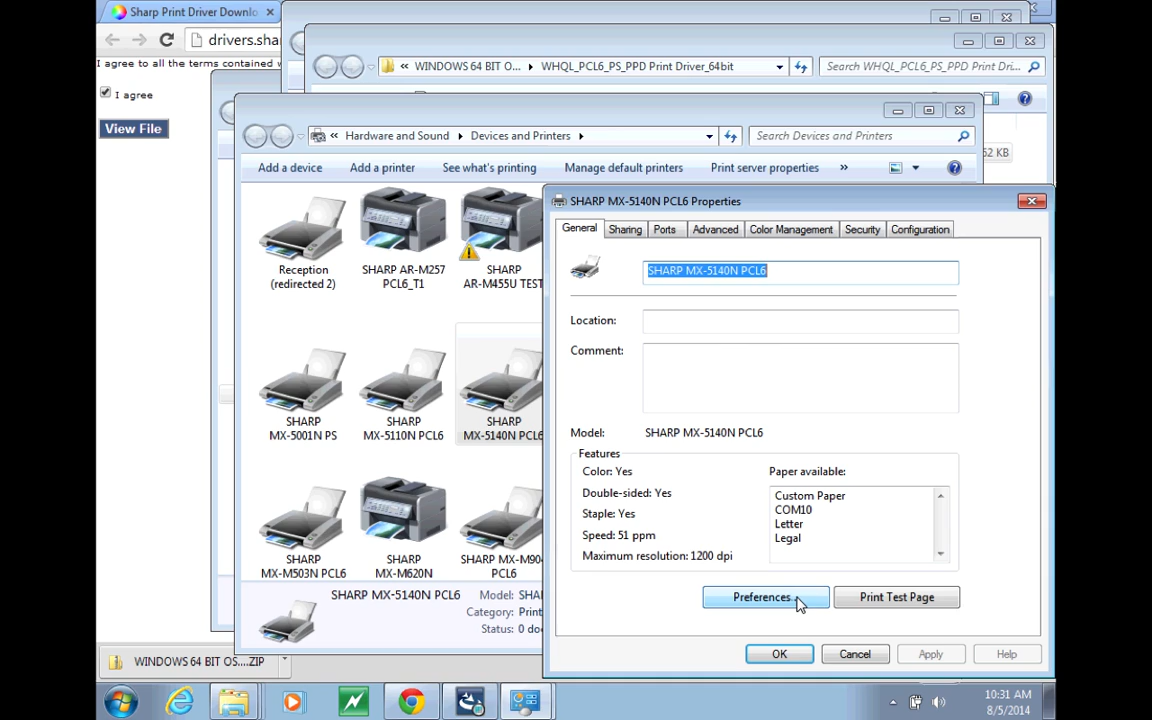 Sharp Print Driver Downlo
drivers.sha
I agree to all the terms contained w
I agree
View File
WINDOWS 64 BIT O...
WHQL_PCL6_PS_PPD Print Driver_64bit
Search WHQL_PCL6_PS_PPD Print Dri...
52 KB
Hardware and Sound
Devices and Printers
Search Devices and Printers
Add a device
Add a printer
See what's printing
Manage default printers
Print server properties
»
Reception
(redirected 2)
SHARP AR-M257
PCL6_T1
SHARP
AR-M455U TEST
SHARP
MX-5001N PS
SHARP
MX-5110N PCL6
SHARP
MX-5140N PCL6
SHARP
MX-M503N PCL6
SHARP
MX-M620N
SHARP MX-M904
PCL6
SHARP MX-5140N PCL6
Model: SHA
Category: Print
Status: 0 do
SHARP MX-5140N PCL6 Properties
General
Sharing
Ports
Advanced
Color Management
Security
Configuration
SHARP MX-5140N PCL6
Location:
Comment:
Model: SHARP MX-5140N PCL6
Features
Color: Yes
Double-sided: Yes
Staple: Yes
Speed: 51 ppm
Maximum resolution: 1200 dpi
Paper available:
Custom Paper
COM10
Letter
Legal
Preferences...
Print Test Page
OK
Cancel
Apply
Help
WINDOWS 64 BIT OS....ZIP
10:31 AM
8/5/2014